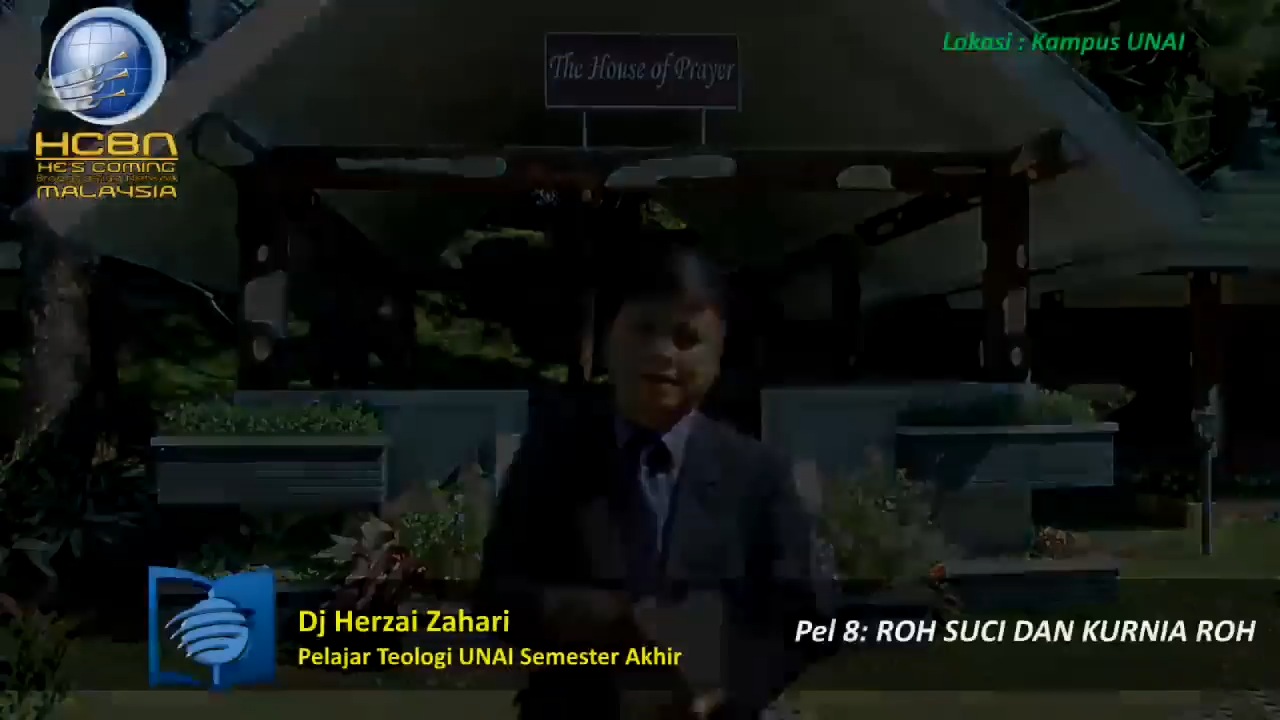 Lokasi : Kampus UNAI
The House of Prayer
HCBN
HE'S COMING
MALAYSIA
Dj Herzai Zahari
Pelajar Teologi UNAI Semester Akhir
Pel 8: ROH SUCI DAN KURNIA ROH